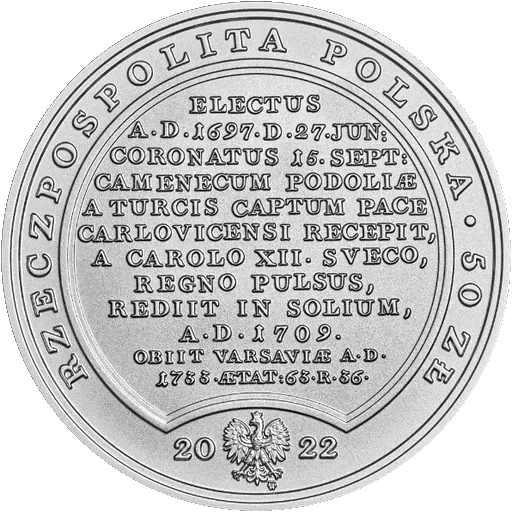 RZECZPOSPOLITA POLSKA · 50 ZŁ
ELECTUS
A.D.1697.D.27.JUN:
CORONATUS 15.SEPT:
CAMENECUM PODOLIÆ
A TURCIS CAPTUM PACE
CARLOVICENSI RECEPIT,
A CAROLO XII. SVECO,
REGNO PULSUS,
REDIIT IN SOLIUM,
A.D.1709.
OBIIT VARSAVIÆ A.D.
1733.ÆTAT:63.R.36.
20 22